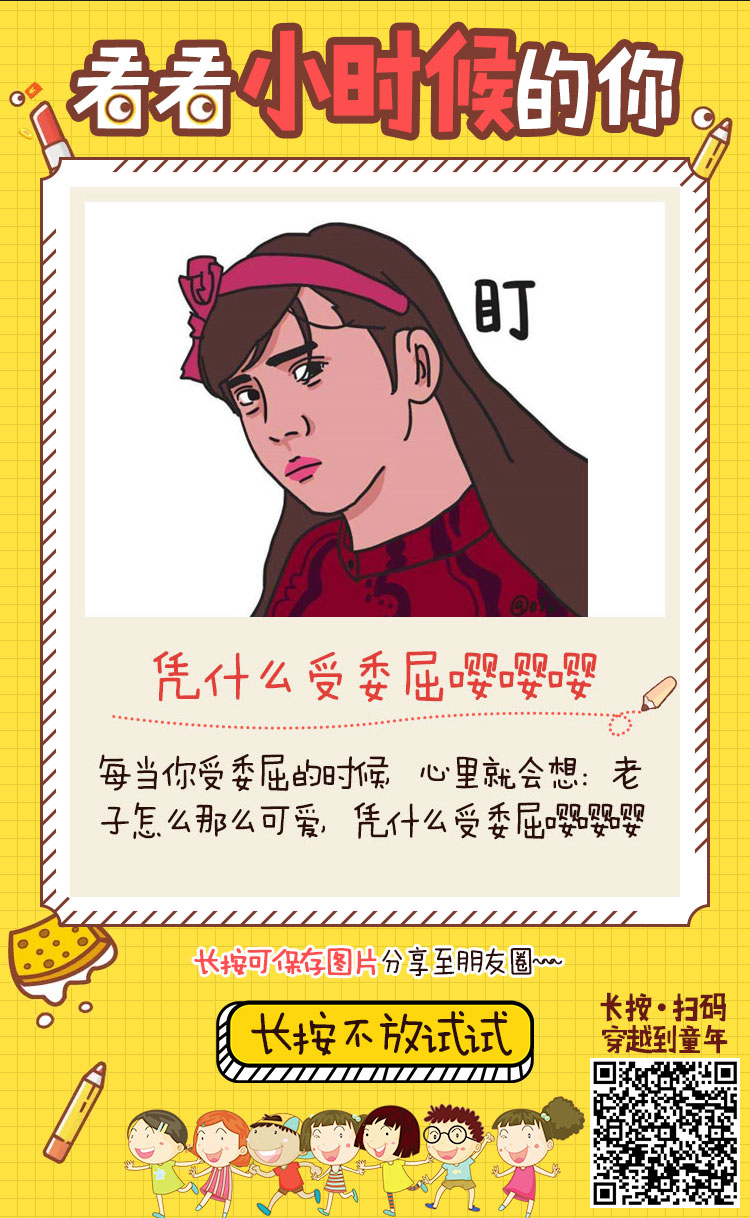 看看小时候的你
盯
凭什么受委屈嘤嘤嘤
每当你受委屈的时候, 心里就会想: 老
子怎么那么可爱, 凭什么受委屈嘤嘤嘤
长按可保存图片分享至朋友圈~~
长按不放试试
长按·扫码
穿越到童年